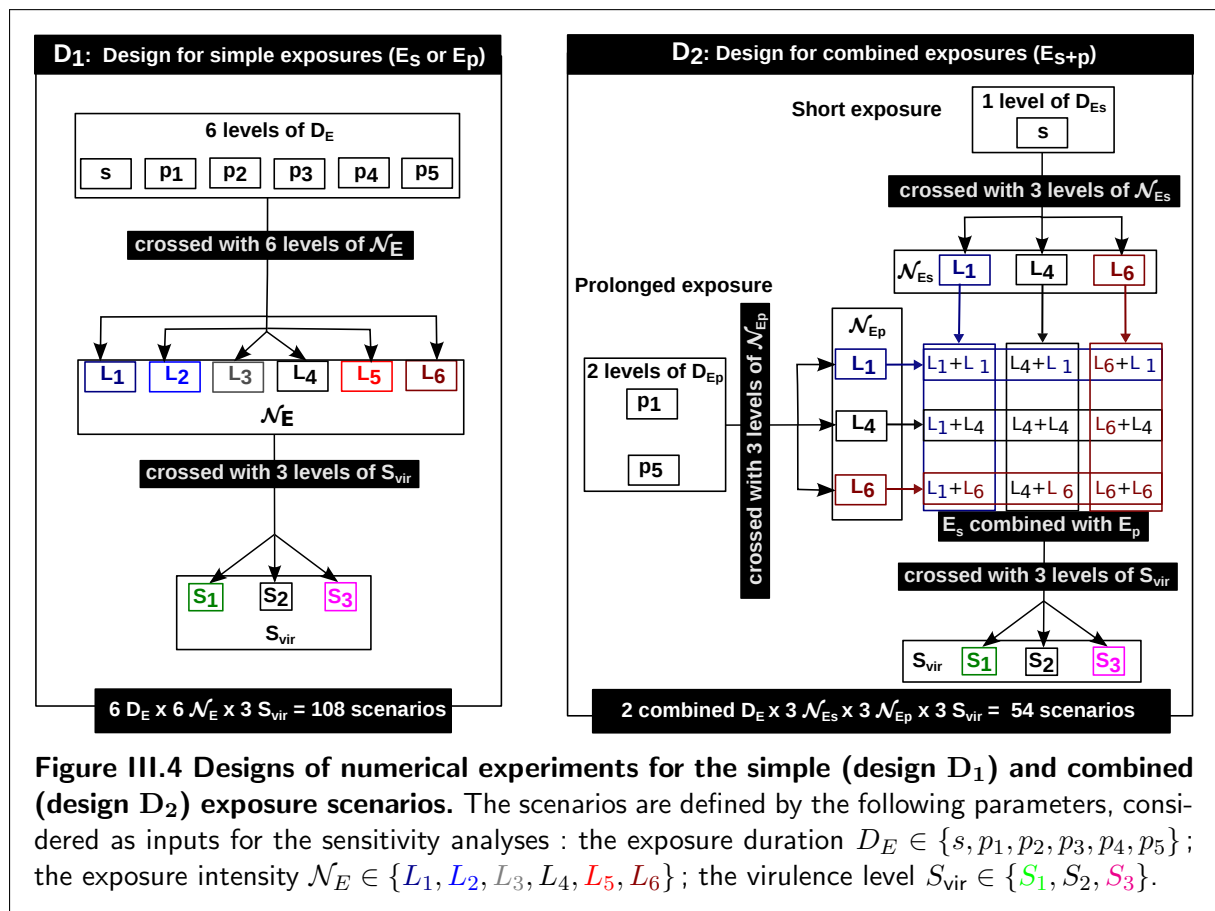 D1: Design for simple exposures (Es or Ep)
6 levels of DE
s p1 p2 p3 p4 p5
crossed with 6 levels of 𝒩E
L1 L2 L3 L4 L5 L6
𝒩E
crossed with 3 levels of Svir
S1 S2 S3
Svir
6 DE x 6 𝒩E x 3 Svir = 108 scenarios
D2: Design for combined exposures (Es+p)
Short exposure
1 level of DEs
s
crossed with 3 levels of 𝒩Es
𝒩Es L1 L4 L6
Prolonged exposure
2 levels of DEp
p1
p5
crossed with 3 levels of 𝒩Ep
𝒩Ep
L1 L1+L1 L4+L1 L6+L1
L4 L1+L4 L4+L4 L6+L4
L6 L1+L6 L4+L6 L6+L6
Es combined with Ep
crossed with 3 levels of Svir
Svir S1 S2 S3
2 combined DE x 3 𝒩Es x 3 𝒩Ep x 3 Svir = 54 scenarios
Figure III.4 Designs of numerical experiments for the simple (design D1) and combined
(design D2) exposure scenarios. The scenarios are defined by the following parameters, consi-
dered as inputs for the sensitivity analyses : the exposure duration DE ∈ {s, p1, p2, p3, p4, p5} ;
the exposure intensity 𝒩E ∈ {L1, L2, L3, L4, L5, L6} ; the virulence level Svir ∈ {S1, S2, S3}.